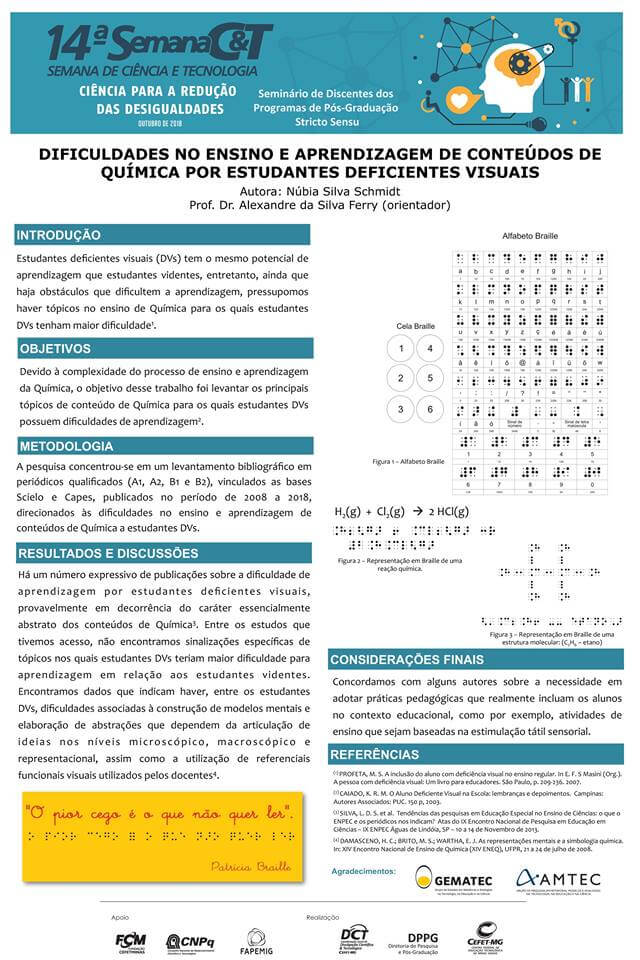 14ª Semana C&T
SEMANA DE CIÊNCIA E TECNOLOGIA
CIÊNCIA PARA A REDUÇÃO
DAS DESIGUALDADES
OUTUBRO DE 2018
Seminário de Discentes dos
Programas de Pós-Graduação
Stricto Sensu
DIFICULDADES NO ENSINO E APRENDIZAGEM DE CONTEÚDOS DE
QUÍMICA POR ESTUDANTES DEFICIENTES VISUAIS
Autora: Núbia Silva Schmidt
Prof. Dr. Alexandre da Silva Ferry (orientador)
INTRODUÇÃO
Estudantes deficientes visuais (DVs) tem o mesmo potencial de
aprendizagem que estudantes videntes, entretanto, ainda que
haja obstáculos que dificultem a aprendizagem, pressupomos
haver tópicos no ensino de Química para os quais estudantes
DVs tenham maior dificuldade¹.
OBJETIVOS
Devido à complexidade do processo de ensino e aprendizagem
da Química, o objetivo desse trabalho foi levantar os principais
tópicos de conteúdo de Química para os quais estudantes DVs
possuem dificuldades de aprendizagem².
METODOLOGIA
A pesquisa concentrou-se em um levantamento bibliográfico em
periódicos qualificados (A1, A2, B1 e B2), vinculados as bases
Scielo e Capes, publicados no período de 2008 a 2018,
direcionados às dificuldades no ensino e aprendizagem de
conteúdos de Química a estudantes DVs.
RESULTADOS E DISCUSSÕES
Há um número expressivo de publicações sobre a dificuldade de
aprendizagem por estudantes deficientes visuais,
provavelmente em decorrência do caráter essencialmente
abstrato dos conteúdos de Química³. Entre os estudos que
tivemos acesso, não encontramos sinalizações específicas de
tópicos nos quais estudantes DVs teriam maior dificuldade para
aprendizagem em relação aos estudantes videntes.
Encontramos dados que indicam haver, entre os estudantes
DVs, dificuldades associadas à construção de modelos mentais e
elaboração de abstrações que dependem da articulação de
ideias nos níveis microscópico, macroscópico e
representacional, assim como a utilização de referenciais
funcionais visuais utilizados pelos docentes⁴.
"O pior cego é o que não quer ler".
Patricia Braille
Alfabeto Braille
a b c d e f g h i j
k l m n o p q r s t
u v x y z ç é á è ú
Cela Braille
1 4
2 5
3 6
Sinal de número
Sinal de letra maiúscula
1 2 3 4 5
6 7 8 9 0
Figura 1 – Alfabeto Braille
H₂(g) + Cl₂(g) → 2 HCl(g)
Figura 2 – Representação em Braille de uma
reação química.
Figura 3 – Representação em Braille de uma
estrutura molecular: (C₂H₆ – etano)
CONSIDERAÇÕES FINAIS
Concordamos com alguns autores sobre a necessidade em
adotar práticas pedagógicas que realmente incluam os alunos
no contexto educacional, como por exemplo, atividades de
ensino que sejam baseadas na estimulação tátil sensorial.
REFERÊNCIAS
(1) PROFETA, M. S. A inclusão do aluno com deficiência visual no ensino regular. In E. F. S Masini (Org.).
A pessoa com deficiência visual: Um livro para educadores. São Paulo, p. 209-236. 2007.
(2) CAIADO, K. R. M. O Aluno Deficiente Visual na Escola: lembranças e depoimentos. Campinas:
Autores Associados: PUC. 150 p, 2003.
(3) SILVA, L. D. S. et al. Tendências das pesquisas em Educação Especial no Ensino de Ciências: o que o
ENPEC e os periódicos nos indicam? Atas do IX Encontro Nacional de Pesquisa em Educação em
Ciências – IX ENPEC Águas de Lindóia, SP – 10 a 14 de Novembro de 2013.
(4) DAMASCENO, H. C.; BRITO, M. S.; WARTHA, E. J. As representações mentais e a simbologia química.
In: XIV Encontro Nacional de Ensino de Química (XIV ENEQ), UFPR, 21 a 24 de julho de 2008.
Agradecimentos:
GEMATEC
AMTEC
Apoio
Realização
FCM
FUNDAÇÃO
CEFETMINAS
CNPq
FAPEMIG
DCT
CEFET-MG
DPPG
Diretoria de Pesquisa
e Pós-Graduação
CEFET-MG